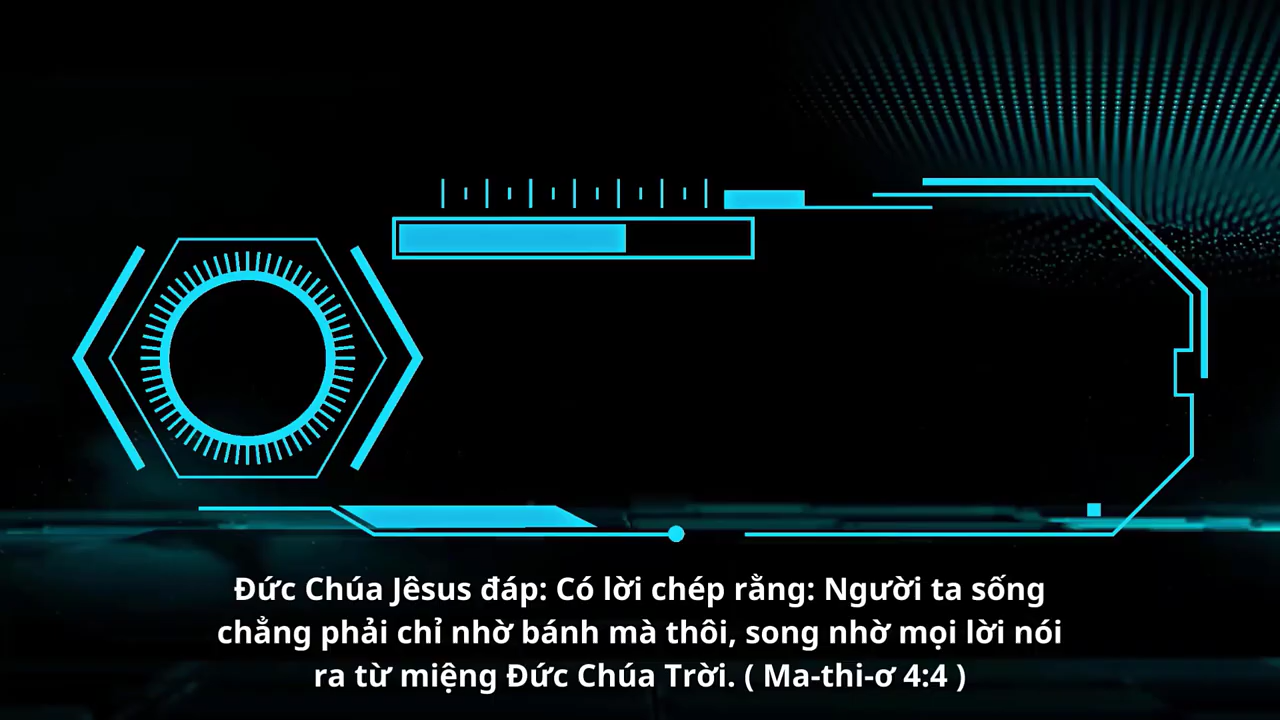 Đức Chúa Jêsus đáp: Có lời chép rằng: Người ta sống
chẳng phải chỉ nhờ bánh mà thôi, song nhờ mọi lời nói
ra từ miệng Đức Chúa Trời. ( Ma-thi-ơ 4:4 )